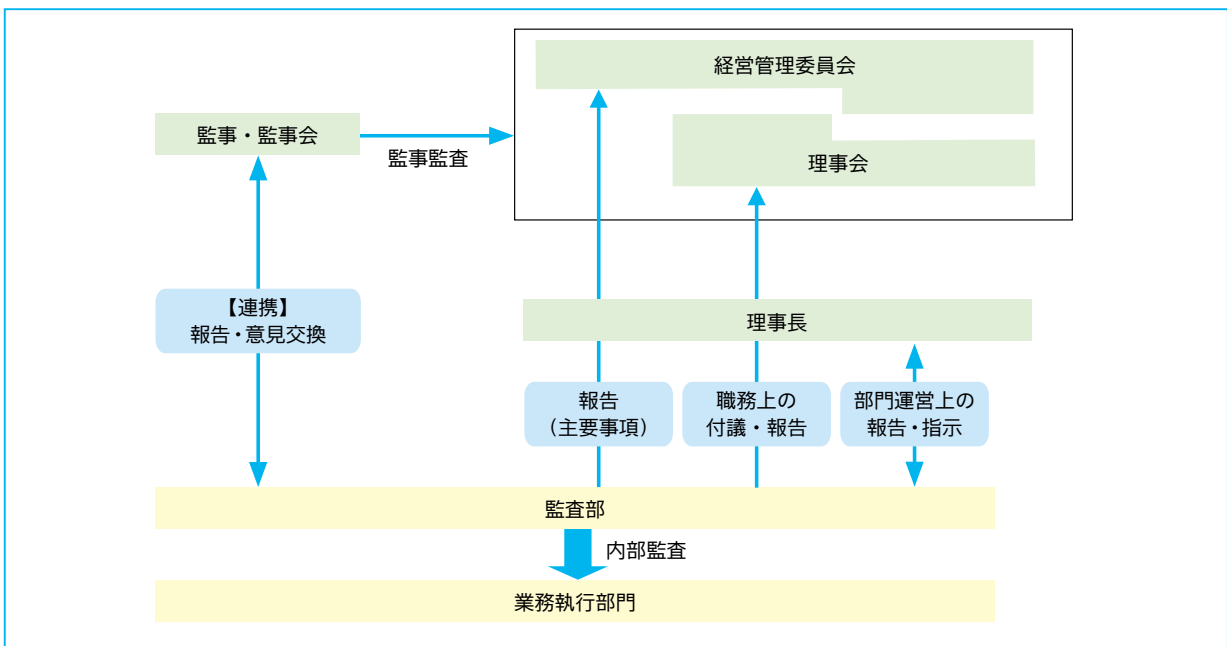 経営管理委員会
監事・監事会
監事監査
理事会
【連携】
報告・意見交換
理事長
報告
（主要事項）
職務上の
付議・報告
部門運営上の
報告・指示
監査部
内部監査
業務執行部門